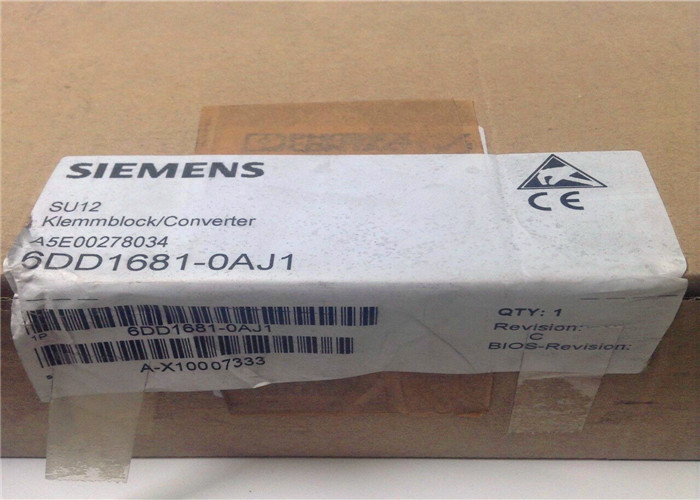 SIEMENS
SU12
Klemmblock/Converter
A5E00278034
6DD1681-0AJ1
CE
1P
6DD1681-0AJ1
QTY: 1
Revision:
C
BIOS-Revision:
A-X10007333